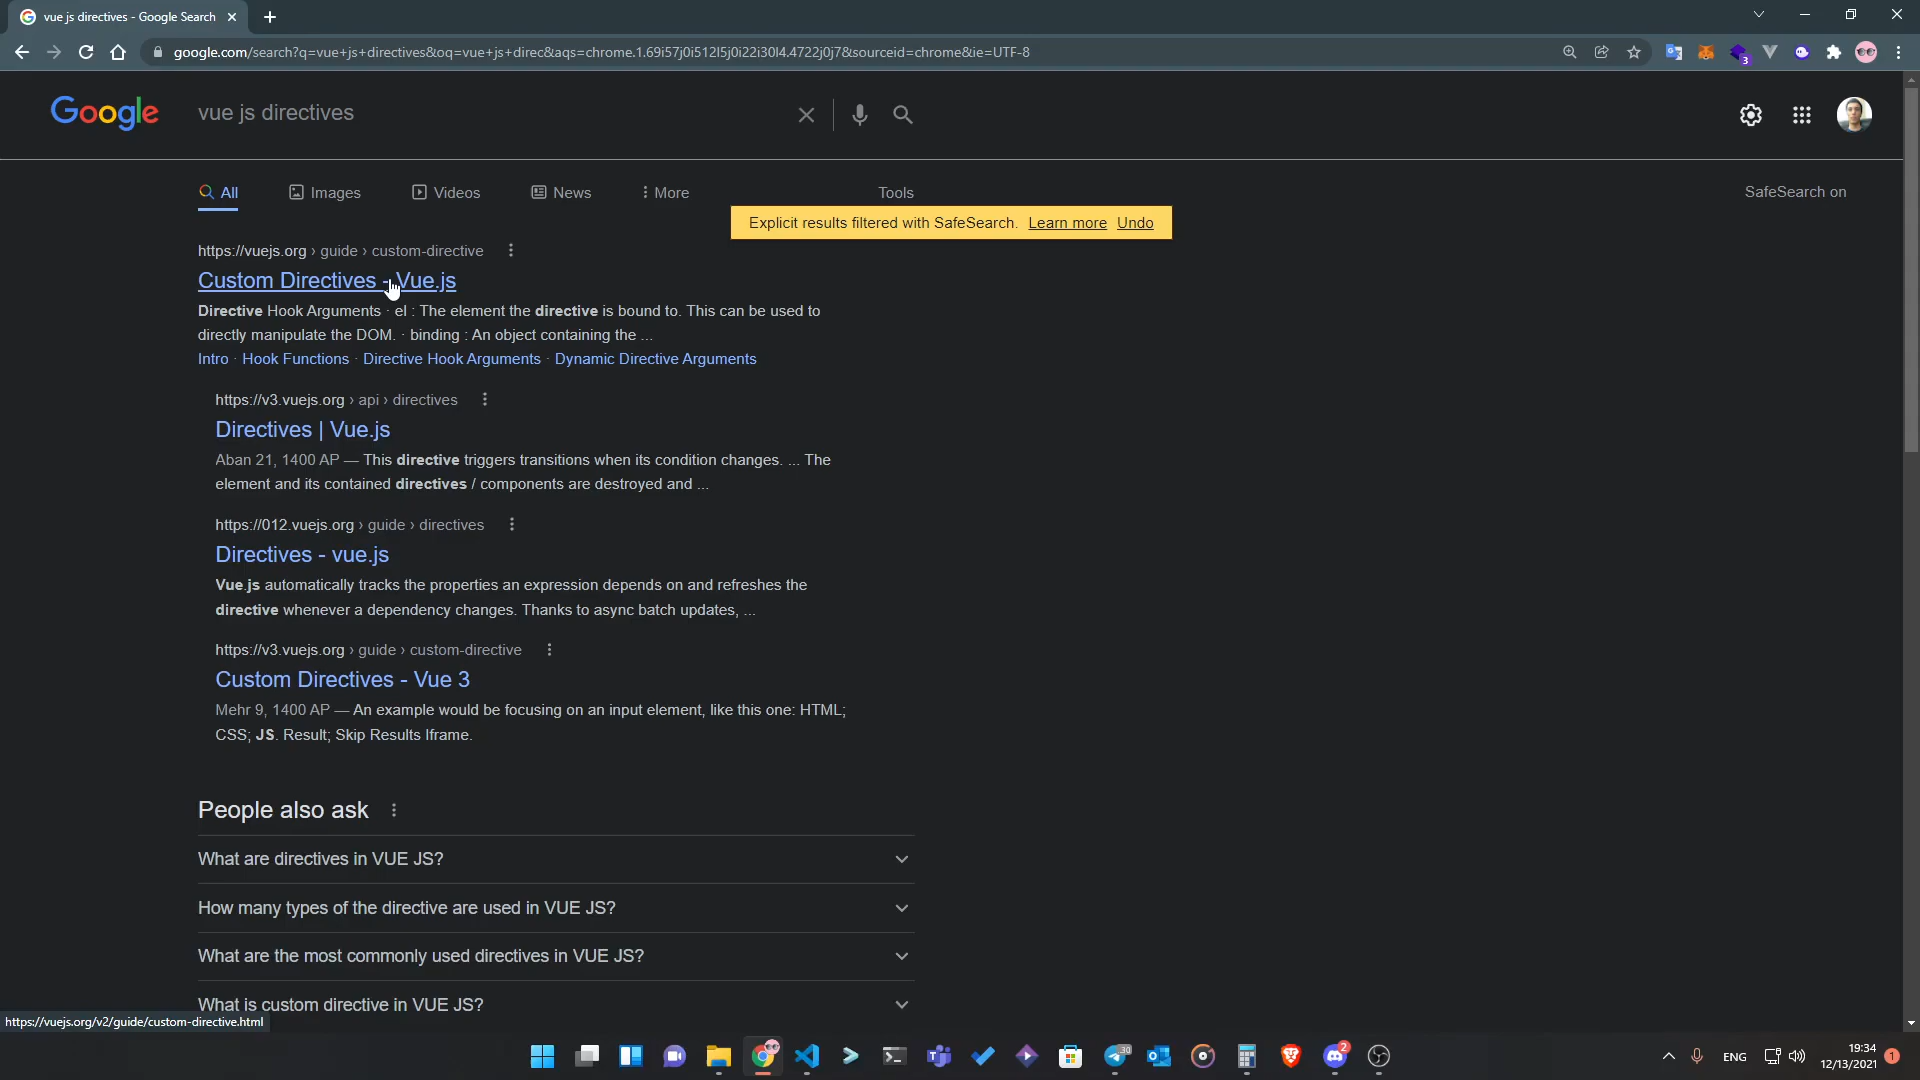 vue js directives - Google Search
google.com/search?q=vue+js+directives&oq=vue+js+direc&aqs=chrome.1.69i57j0i512l5j0i22i30l4.4722j0j7&sourceid=chrome&ie=UTF-8
3
Google
vue js directives
All
Images
Videos
News
More
Tools
SafeSearch on
Explicit results filtered with SafeSearch. Learn more Undo
https://vuejs.org › guide › custom-directive
Custom Directives - Vue.js
Directive Hook Arguments · el : The element the directive is bound to. This can be used to
directly manipulate the DOM. · binding : An object containing the ...
Intro · Hook Functions · Directive Hook Arguments · Dynamic Directive Arguments
https://v3.vuejs.org › api › directives
Directives | Vue.js
Aban 21, 1400 AP — This directive triggers transitions when its condition changes. ... The
element and its contained directives / components are destroyed and ...
https://012.vuejs.org › guide › directives
Directives - vue.js
Vue.js automatically tracks the properties an expression depends on and refreshes the
directive whenever a dependency changes. Thanks to async batch updates, ...
https://v3.vuejs.org › guide › custom-directive
Custom Directives - Vue 3
Mehr 9, 1400 AP — An example would be focusing on an input element, like this one: HTML;
CSS; JS. Result; Skip Results Iframe.
People also ask
What are directives in VUE JS?
How many types of the directive are used in VUE JS?
What are the most commonly used directives in VUE JS?
What is custom directive in VUE JS?
https://vuejs.org/v2/guide/custom-directive.html
30
2
ENG
19:34
12/13/2021
1